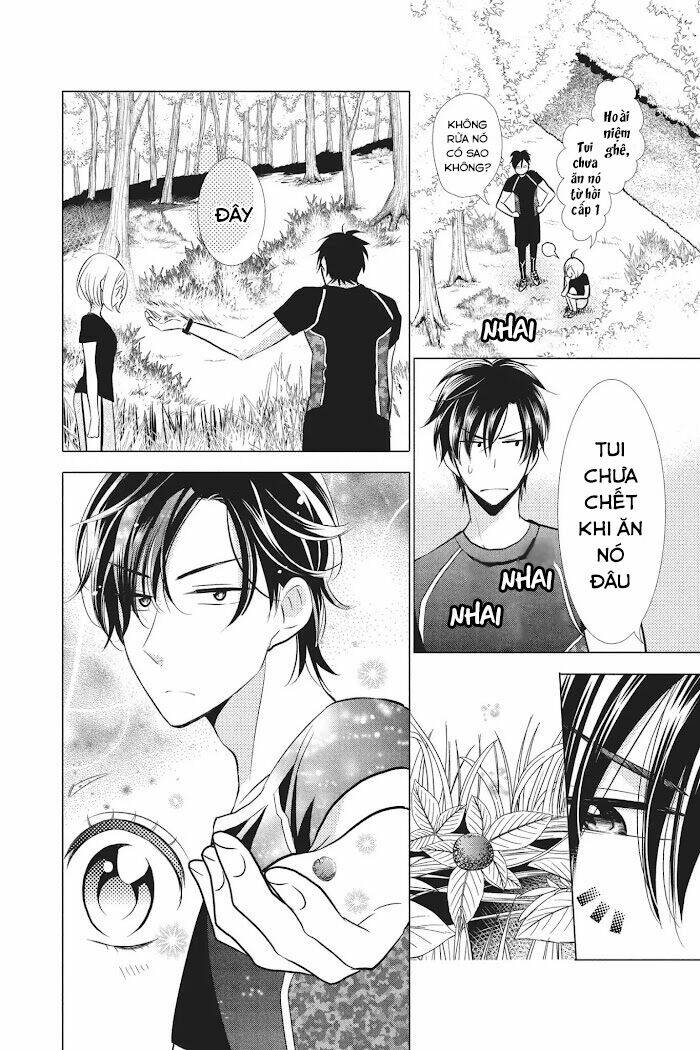 Hoài
niệm
ghê,
Tui
chưa
ăn nó
từ hồi
cấp 1
KHÔNG
RỬA NÓ
CÓ SAO
KHÔNG?
NHAI
TUI
CHƯA
CHẾT
KHI ĂN
NÓ
ĐÂU
NHAI
NHAI
ĐÂY